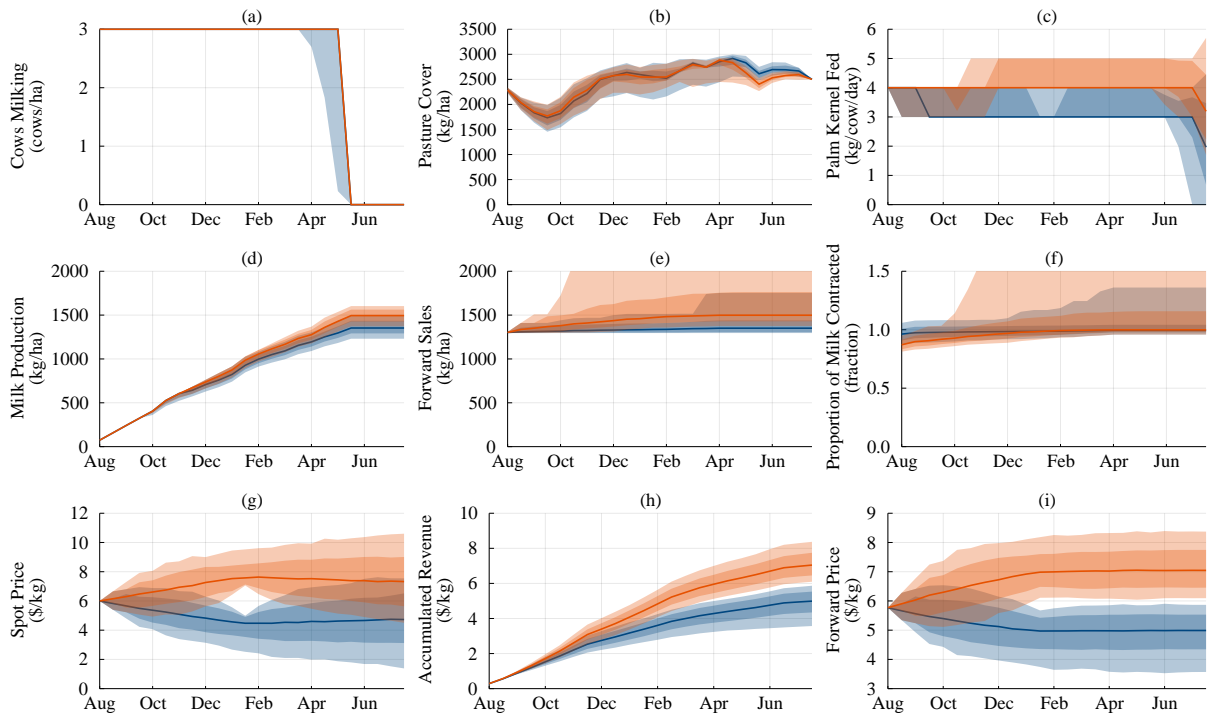 (a)
Cows Milking
(cows/ha)
3
2
1
0
Aug Oct Dec Feb Apr Jun
(b)
Pasture Cover
(kg/ha)
3500
3000
2500
2000
1500
1000
500
0
Aug Oct Dec Feb Apr Jun
(c)
Palm Kernel Fed
(kg/cow/day)
6
5
4
3
2
1
0
Aug Oct Dec Feb Apr Jun
(d)
Milk Production
(kg/ha)
2000
1500
1000
500
0
Aug Oct Dec Feb Apr Jun
(e)
Forward Sales
(kg/ha)
2000
1500
1000
500
0
Aug Oct Dec Feb Apr Jun
(f)
Proportion of Milk Contracted
(fraction)
1.5
1.0
0.5
0.0
Aug Oct Dec Feb Apr Jun
(g)
Spot Price
($/kg)
12
10
8
6
4
2
0
Aug Oct Dec Feb Apr Jun
(h)
Accumulated Revenue
($/kg)
10
8
6
4
2
0
Aug Oct Dec Feb Apr Jun
(i)
Forward Price
($/kg)
9
8
7
6
5
4
3
Aug Oct Dec Feb Apr Jun